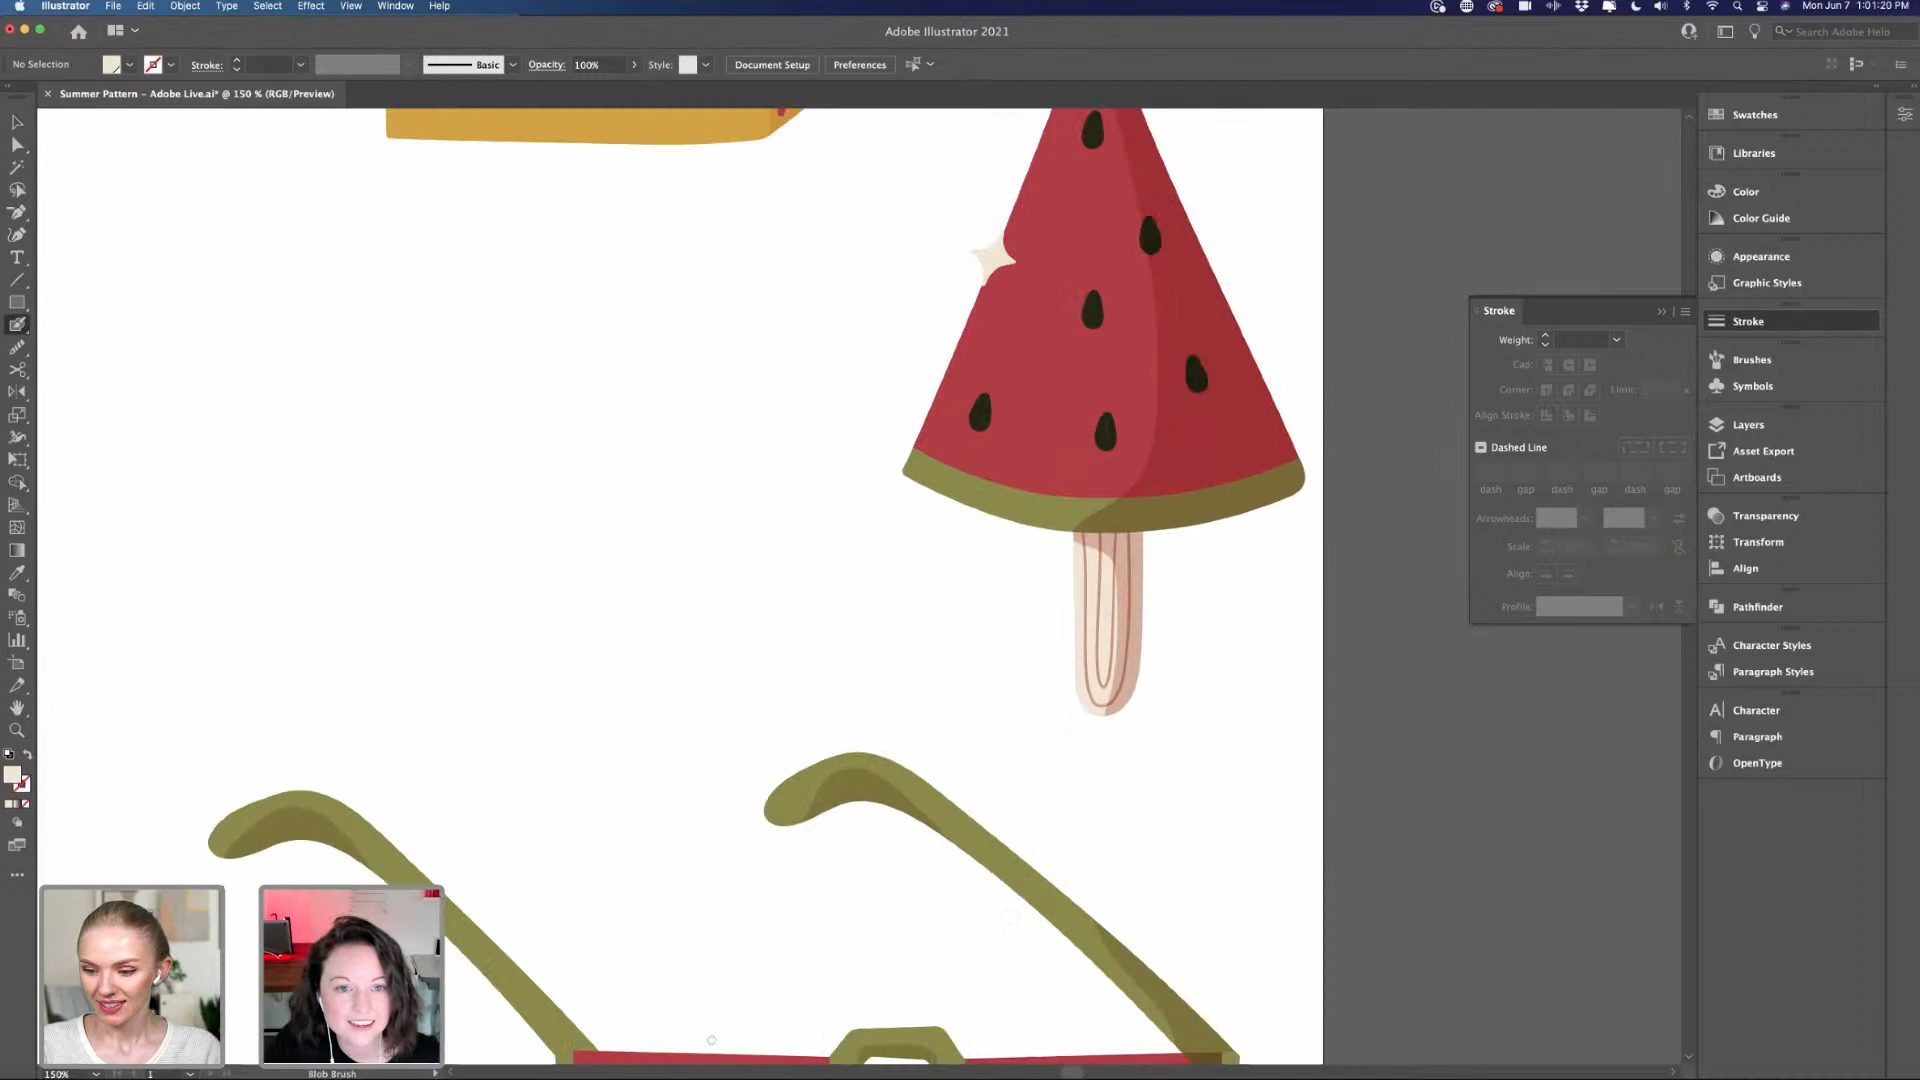 Illustrator File Edit Object Type Select Effect View Window Help
Mon Jun 7 1:01:20 PM
Adobe Illustrator 2021
Search Adobe Help
No Selection
Stroke:
Basic
Opacity: 100%
Style:
Document Setup
Preferences
× Summer Pattern – Adobe Live.ai* @ 150 % (RGB/Preview)
Swatches
Libraries
Color
Color Guide
Appearance
Graphic Styles
Stroke
Brushes
Symbols
Layers
Asset Export
Artboards
Transparency
Transform
Align
Pathfinder
Character Styles
Paragraph Styles
Character
Paragraph
OpenType
Stroke
Weight:
Cap:
Corner:
Limit:
Align Stroke:
Dashed Line
dash gap dash gap dash gap
Arrowheads:
Scale:
Align:
Profile:
150%
1
Blob Brush